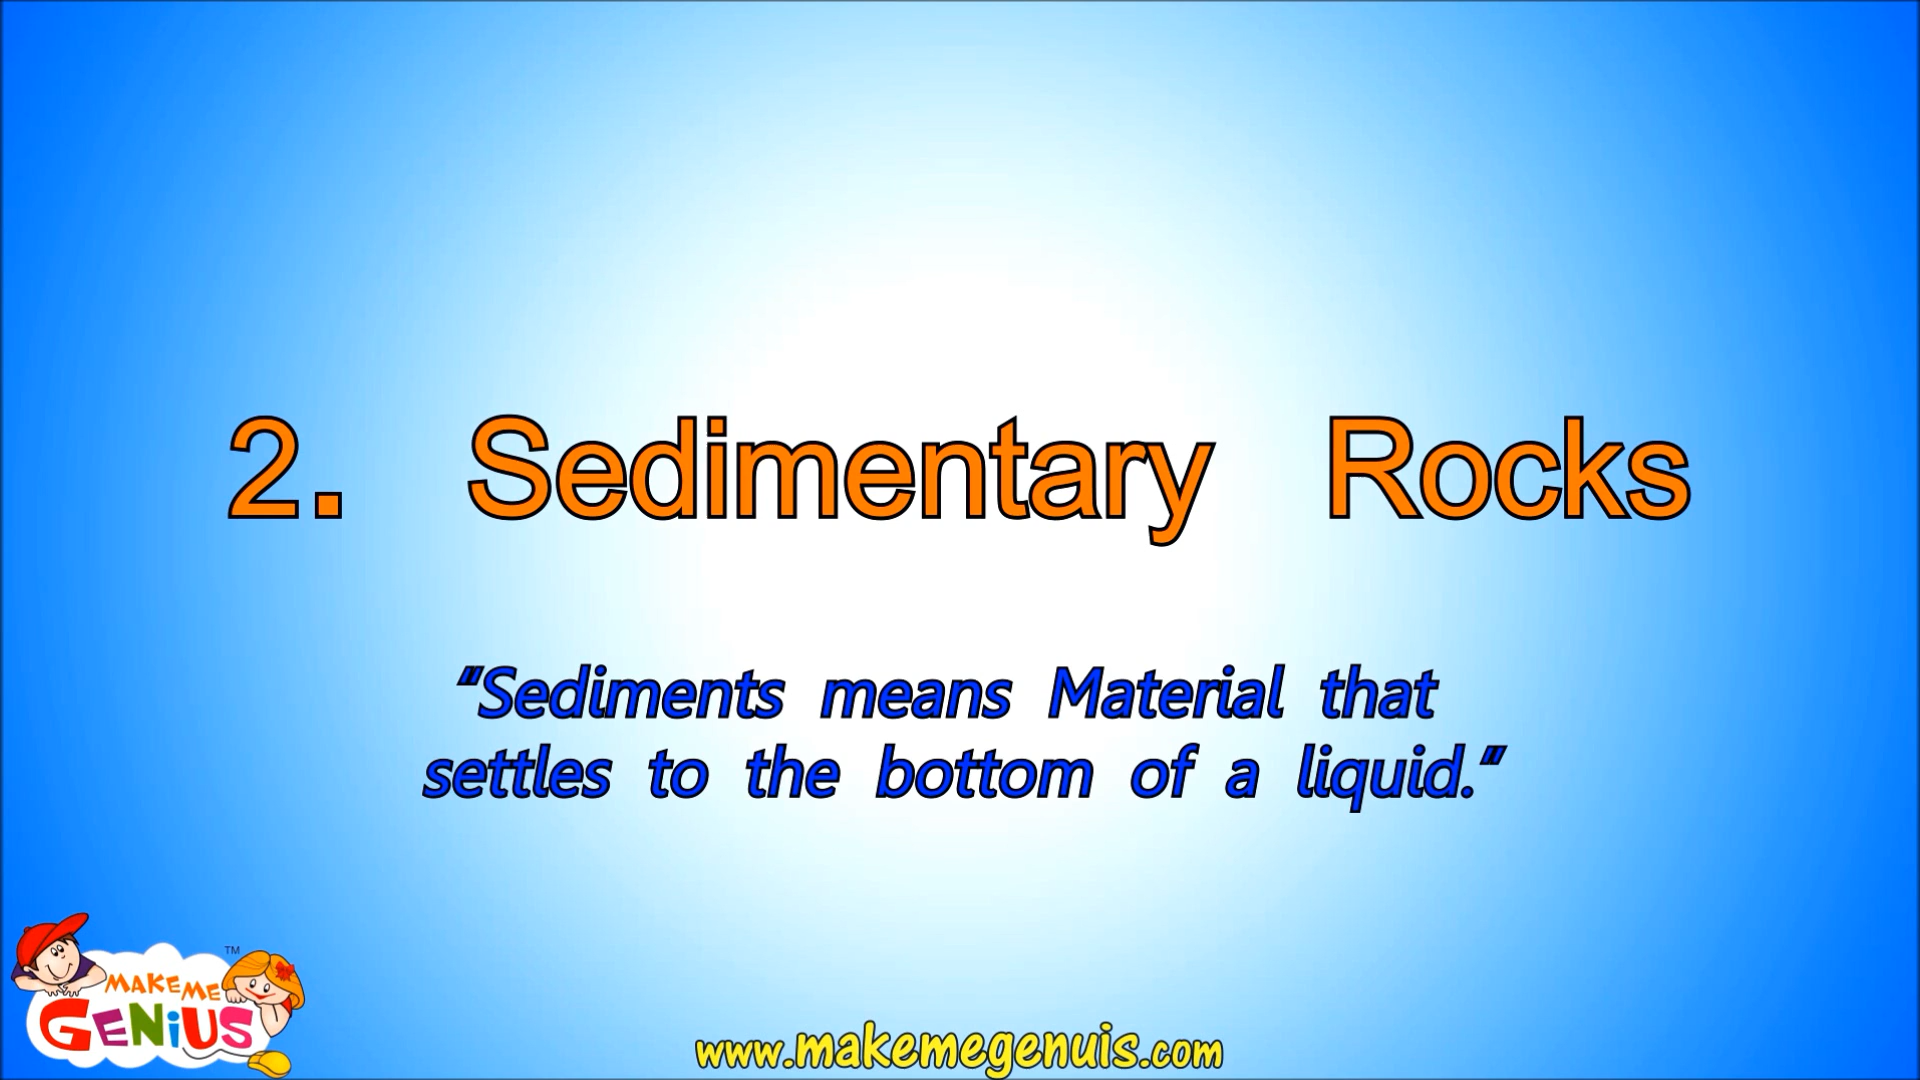 2. Sedimentary Rocks
"Sediments means Material that
settles to the bottom of a liquid."
MAKE ME
GENiUS
TM
www.makemegenuis.com